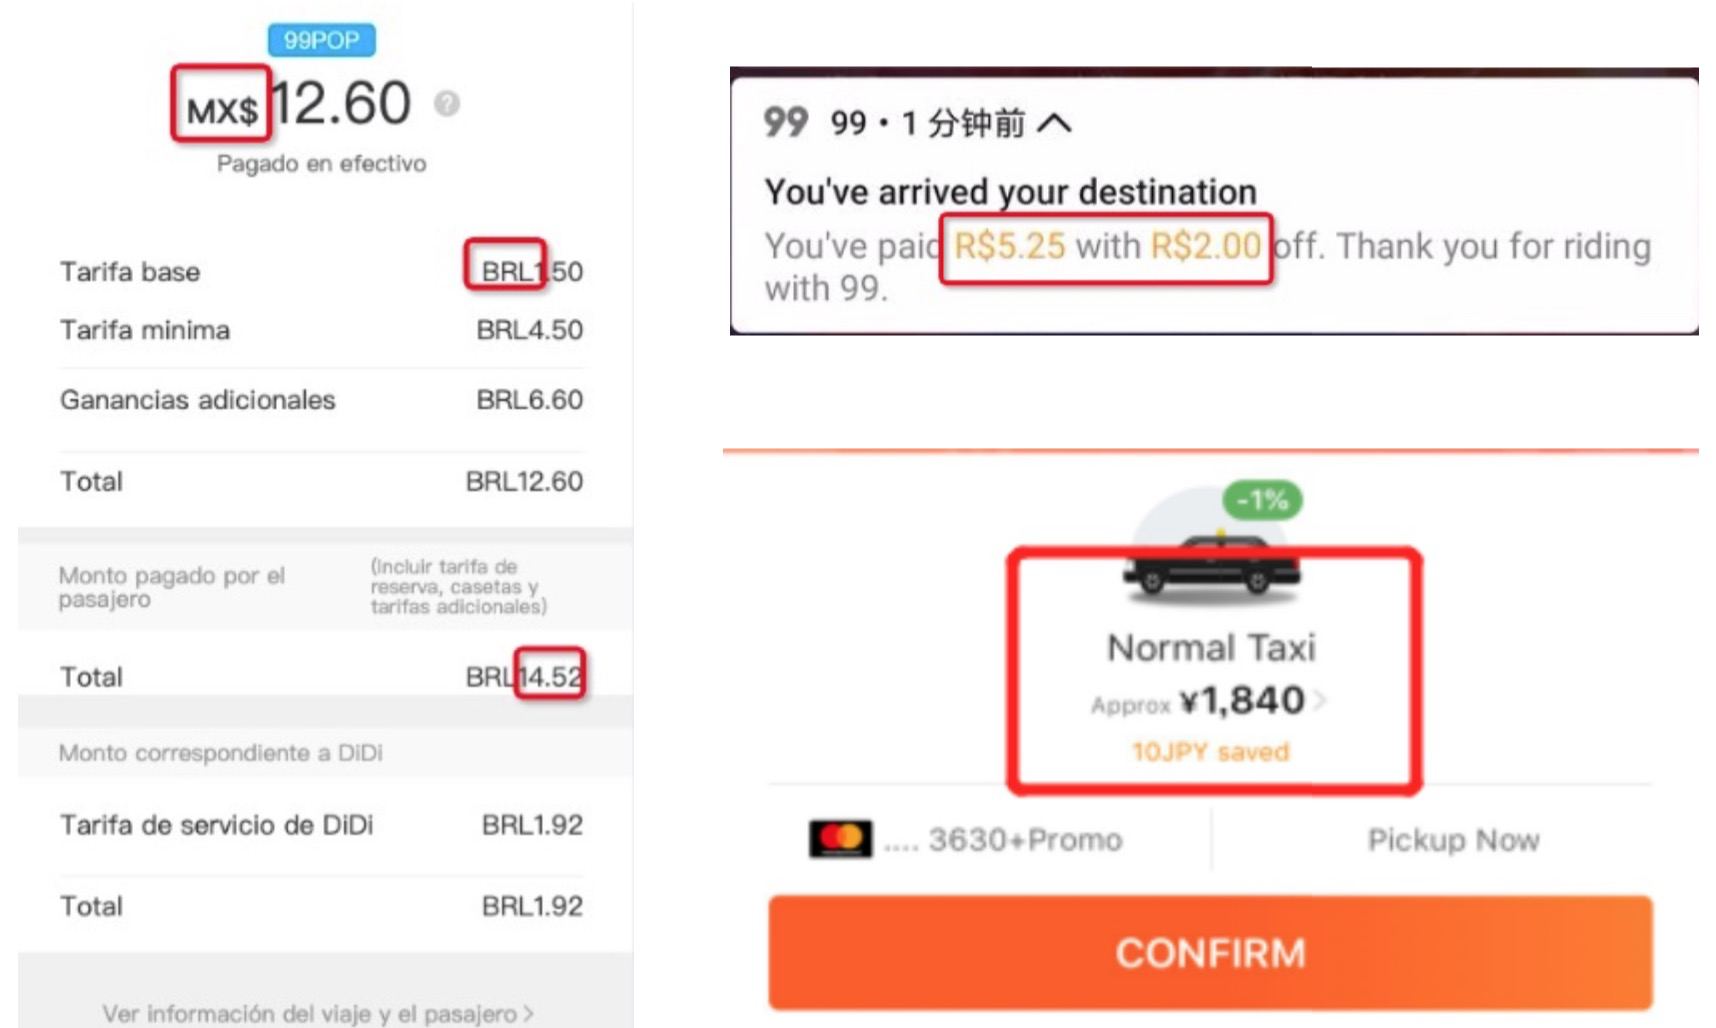 99POP
MX$ 12.60 ?
Pagado en efectivo
Tarifa base BRL1.50
Tarifa minima BRL4.50
Ganancias adicionales BRL6.60
Total BRL12.60
Monto pagado por el
pasajero
(Incluir tarifa de
reserva, casetas y
tarifas adicionales)
Total BRL14.52
Monto correspondiente a DiDi
Tarifa de servicio de DiDi BRL1.92
Total BRL1.92
Ver información del viaje y el pasajero >
99 99 • 1 分钟前
You've arrived your destination
You've paid R$5.25 with R$2.00 off. Thank you for riding
with 99.
-1%
Normal Taxi
Approx ¥1,840 >
10JPY saved
.... 3630+Promo
Pickup Now
CONFIRM